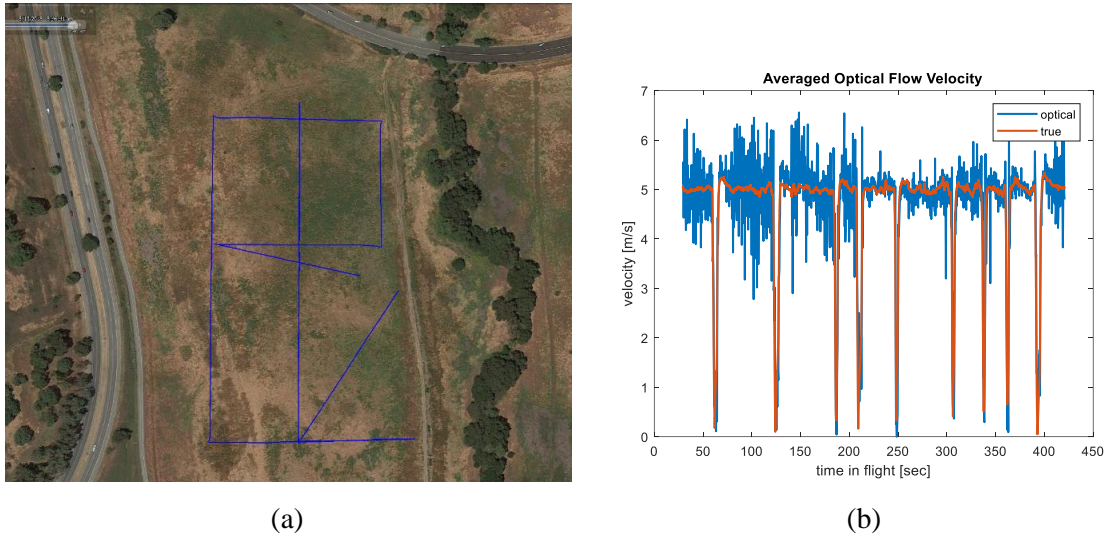 Averaged Optical Flow Velocity
7
6
5
4
3
2
1
0
velocity [m/s]
optical
true
0 50 100 150 200 250 300 350 400 450
time in flight [sec]
(a) (b)